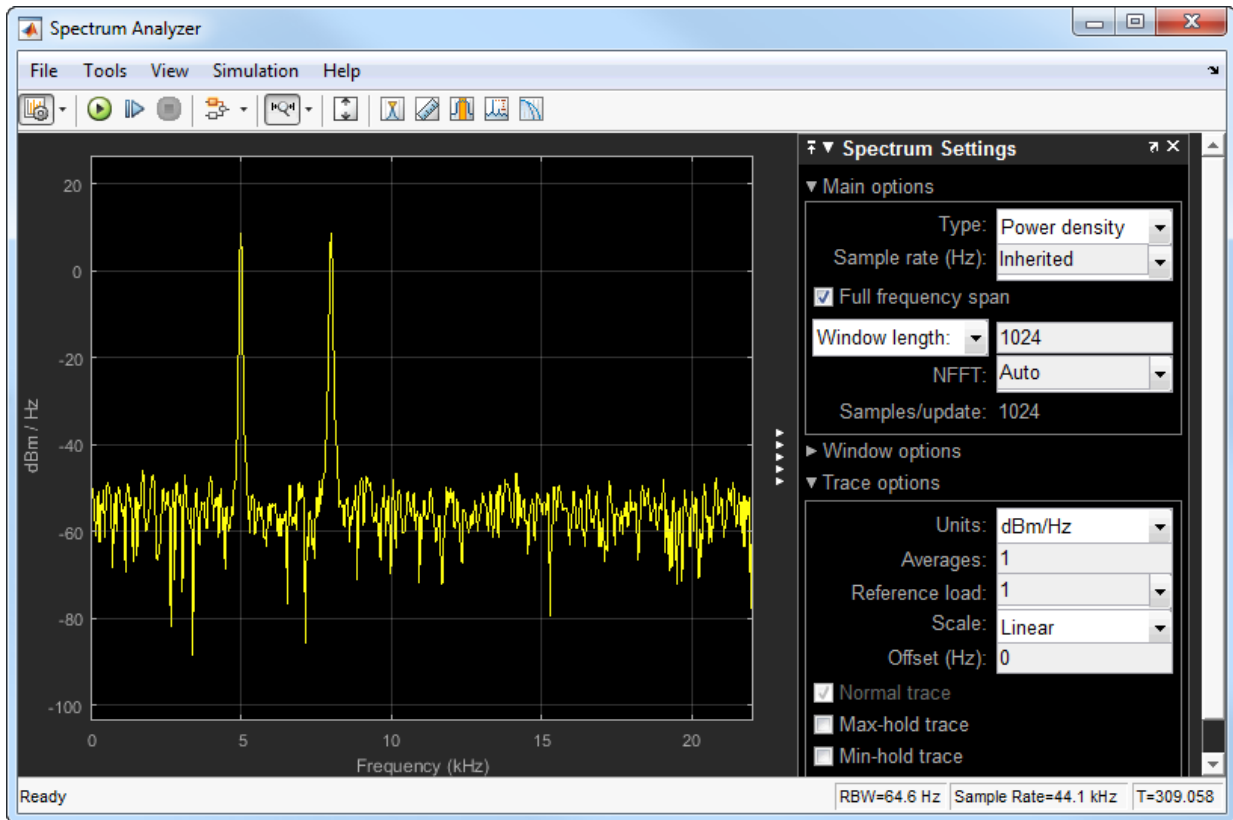 Spectrum Analyzer
File Tools View Simulation Help
20
0
-20
-40
-60
-80
-100
dBm / Hz
0 5 10 15 20
Frequency (kHz)
Spectrum Settings
Main options
Type: Power density
Sample rate (Hz): Inherited
Full frequency span
Window length: 1024
NFFT: Auto
Samples/update: 1024
Window options
Trace options
Units: dBm/Hz
Averages: 1
Reference load: 1
Scale: Linear
Offset (Hz): 0
Normal trace
Max-hold trace
Min-hold trace
Ready RBW=64.6 Hz Sample Rate=44.1 kHz T=309.058